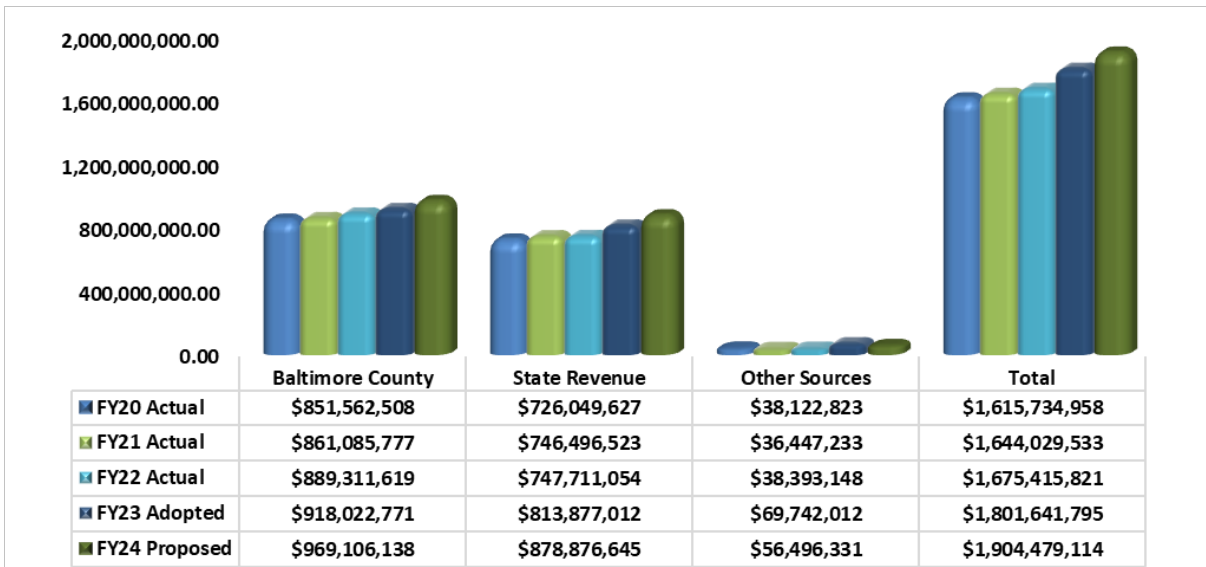 2,000,000,000.00
1,600,000,000.00
1,200,000,000.00
800,000,000.00
400,000,000.00
0.00
Baltimore County State Revenue Other Sources Total
FY20 Actual $851,562,508 $726,049,627 $38,122,823 $1,615,734,958
FY21 Actual $861,085,777 $746,496,523 $36,447,233 $1,644,029,533
FY22 Actual $889,311,619 $747,711,054 $38,393,148 $1,675,415,821
FY23 Adopted $918,022,771 $813,877,012 $69,742,012 $1,801,641,795
FY24 Proposed $969,106,138 $878,876,645 $56,496,331 $1,904,479,114